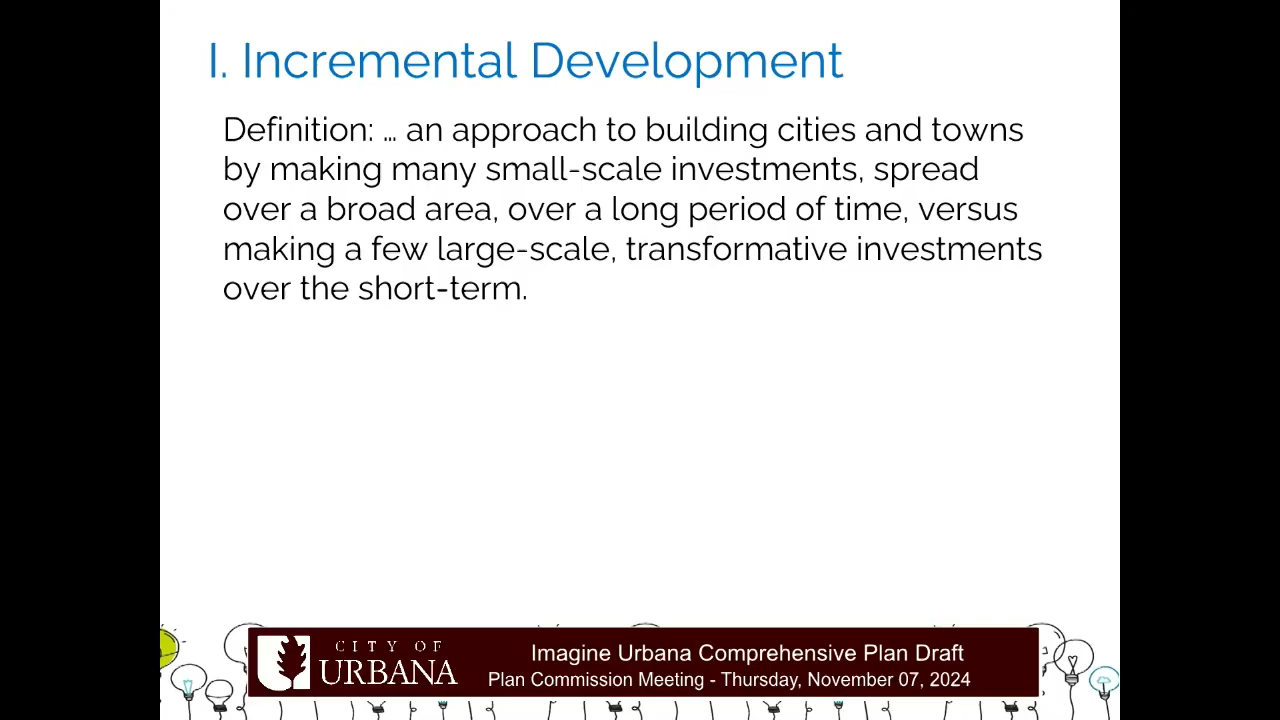 I. Incremental Development
Definition: … an approach to building cities and towns
by making many small-scale investments, spread
over a broad area, over a long period of time, versus
making a few large-scale, transformative investments
over the short-term.
CITY OF
URBANA
Imagine Urbana Comprehensive Plan Draft
Plan Commission Meeting - Thursday, November 07, 2024